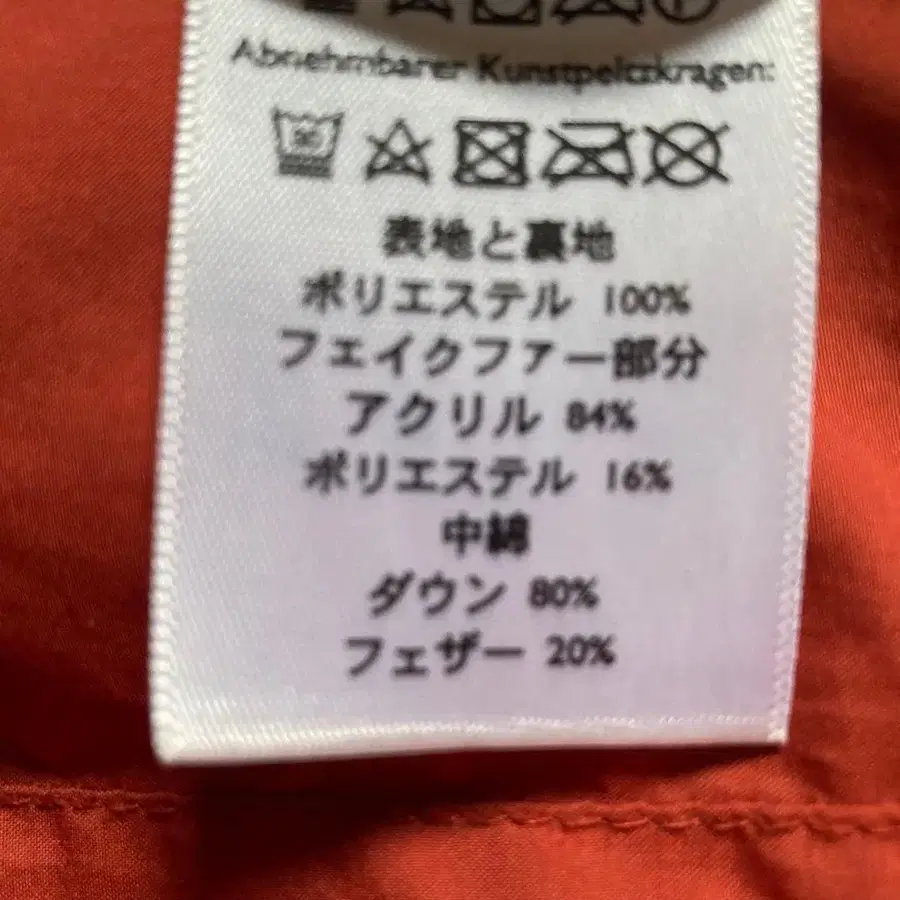 Abnehmbarer Kunstpelzkragen:
表地と裏地
ポリエステル 100%
フェイクファー部分
アクリル 84%
ポリエステル 16%
中綿
ダウン 80%
フェザー 20%